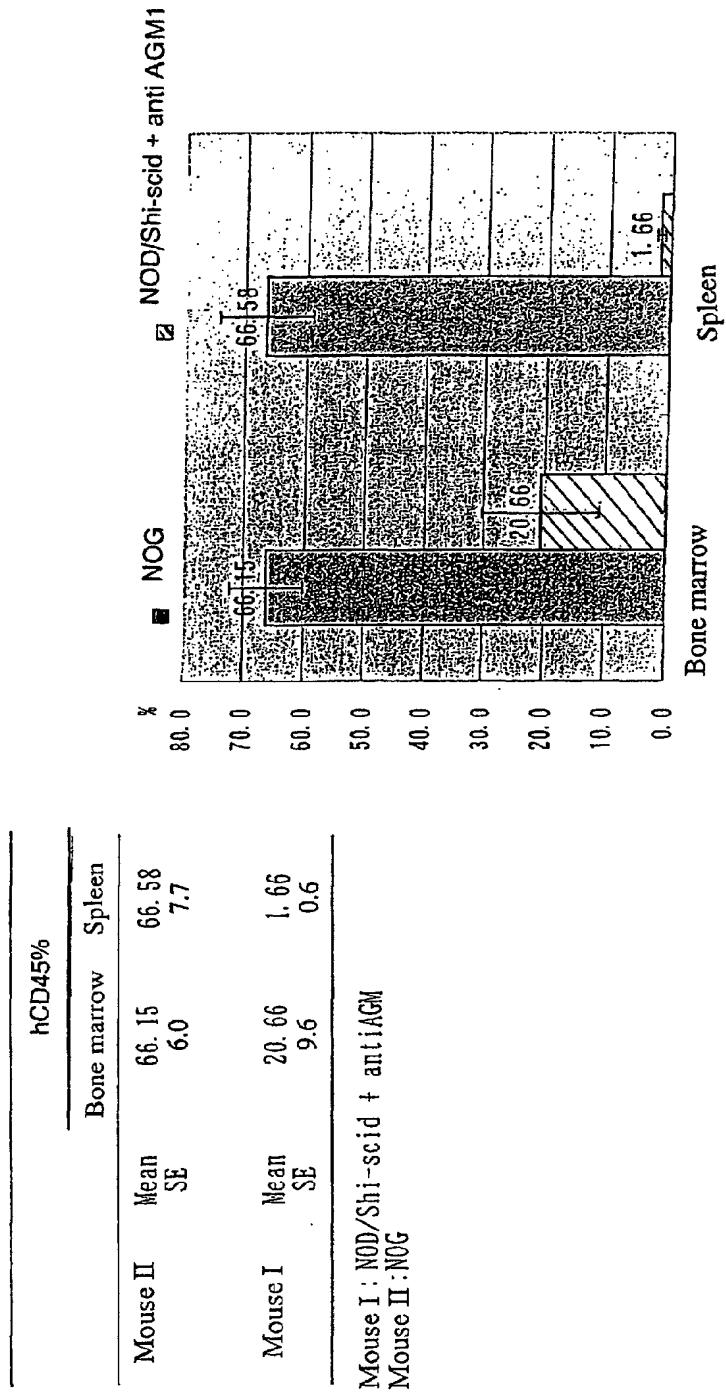 hCD45%
Bone marrow Spleen
Mouse II Mean 66.15 66.58
SE 6.0 7.7
Mouse I Mean 20.66 1.66
SE 9.6 0.6
Mouse I : NOD/Shi-scid + antiAGM
Mouse II :NOG
NOG NOD/Shi-scid + anti AGM1
%
80.0
70.0
60.0
50.0
40.0
30.0
20.0
10.0
0.0
66.15
20.66
66.58
1.66
Bone marrow Spleen